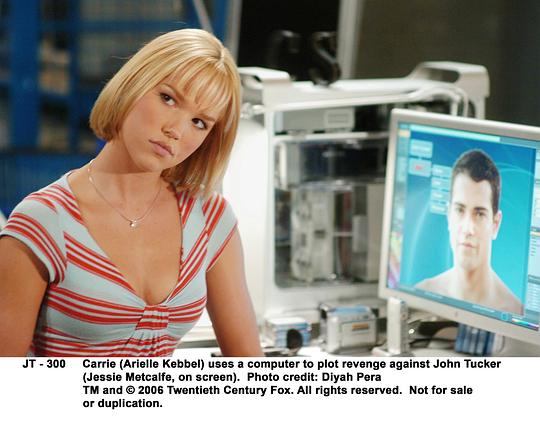 JT - 300 Carrie (Arielle Kebbel) uses a computer to plot revenge against John Tucker
(Jessie Metcalfe, on screen). Photo credit: Diyah Pera
TM and © 2006 Twentieth Century Fox. All rights reserved. Not for sale
or duplication.